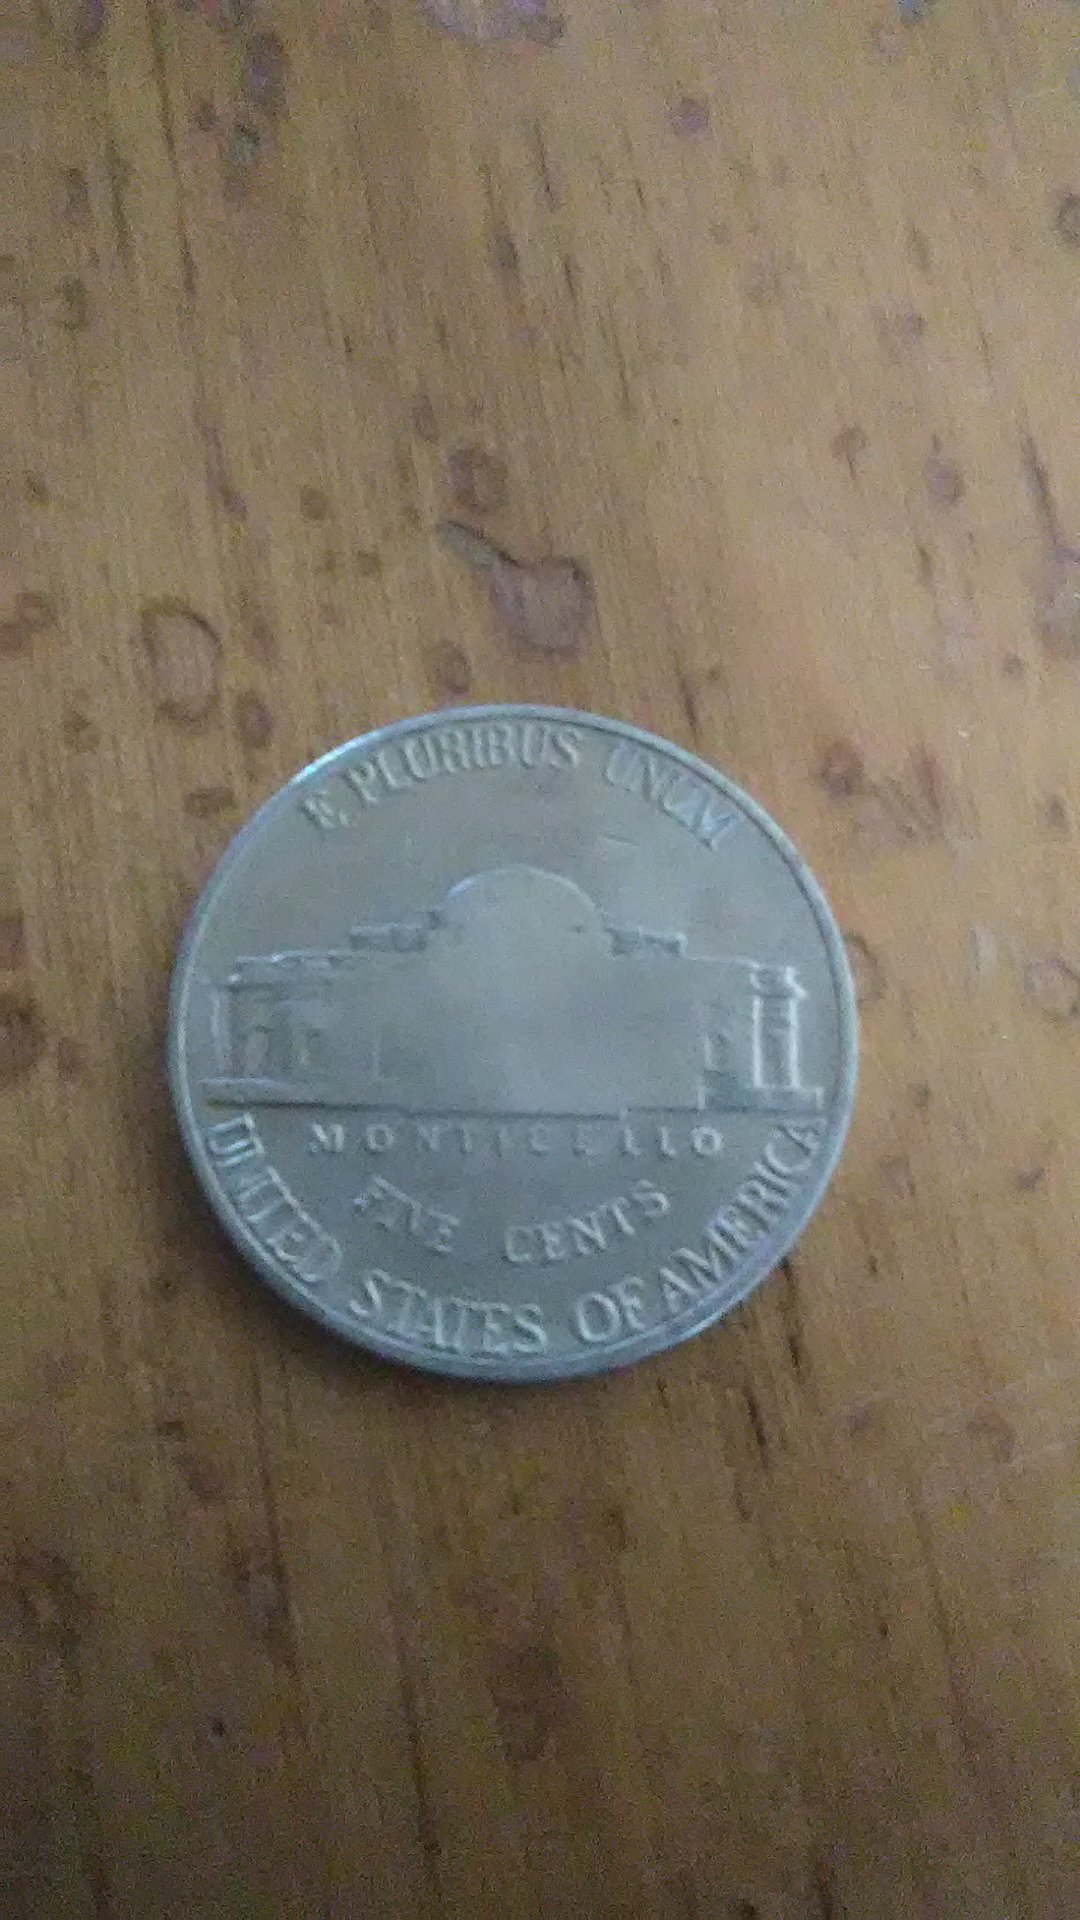 E PLURIBUS UNUM
MONTICELLO
FIVE CENTS
UNITED STATES OF AMERICA